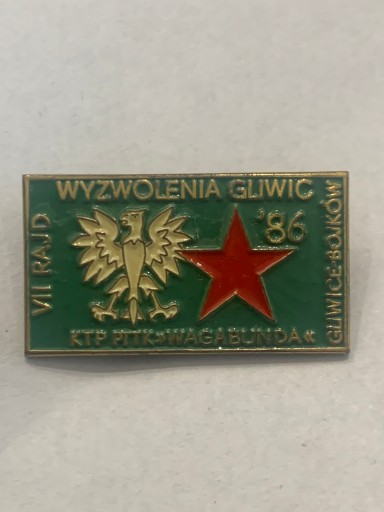 VII RAJD
WYZWOLENIA GLIWIC
'86
GLIWICE-BOJKÓW
KTP PTTK »WAGABUNDA«